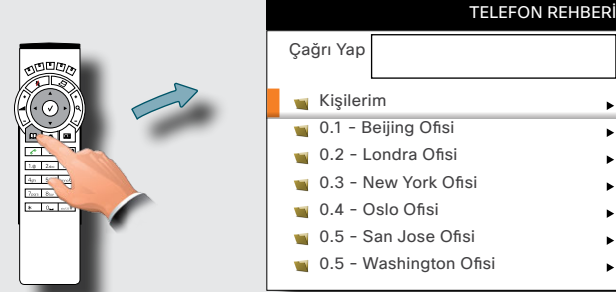 TELEFON REHBERİ
Çağrı Yap
Kişilerim
0.1 - Beijing Ofisi
0.2 - Londra Ofisi
0.3 - New York Ofisi
0.4 - Oslo Ofisi
0.5 - San Jose Ofisi
0.5 - Washington Ofisi